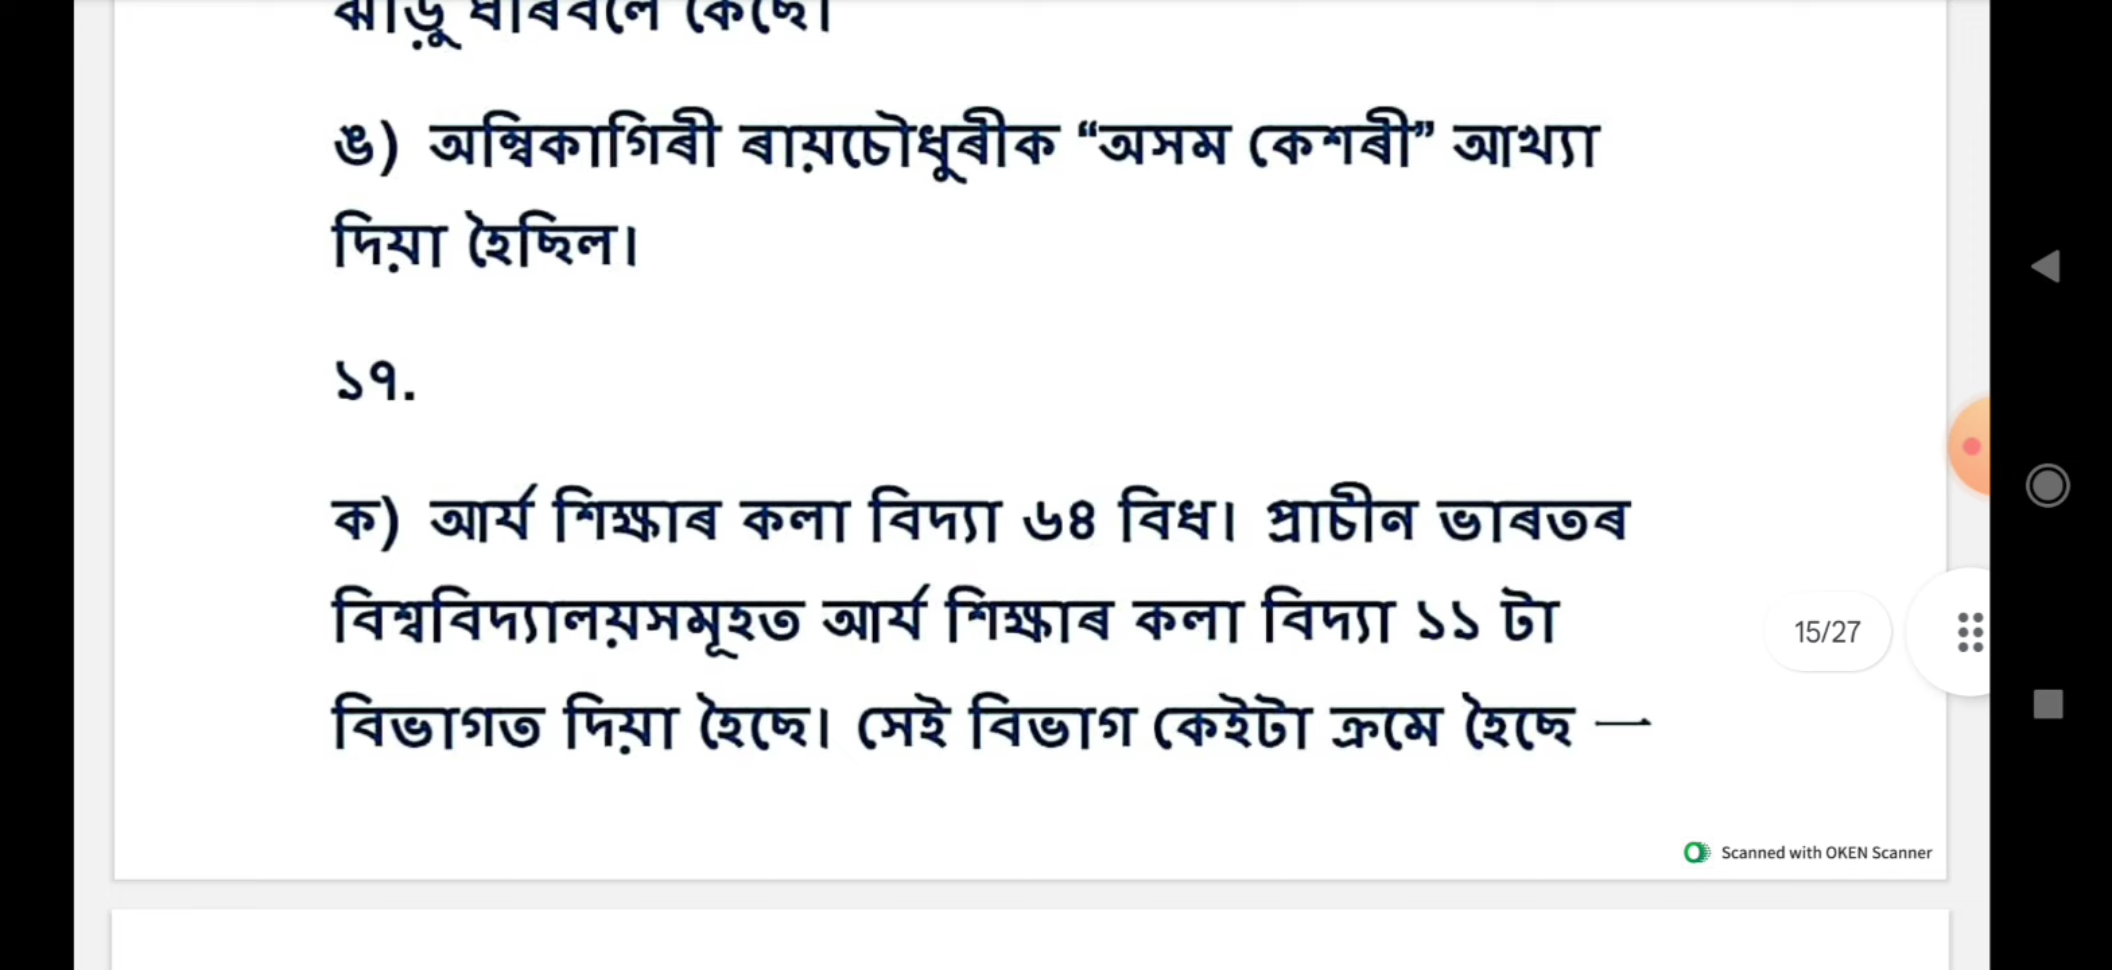 ঙ) অম্বিকাগিৰী ৰায়চৌধুৰীক “অসম কেশৰী” আখ্যা
দিয়া হৈছিল।
১৭.
ক) আৰ্য শিক্ষাৰ কলা বিদ্যা ৬৪ বিধ। প্ৰাচীন ভাৰতৰ
বিশ্ববিদ্যালয়সমূহত আৰ্য শিক্ষাৰ কলা বিদ্যা ১১ টা
15/27
বিভাগত দিয়া হৈছে। সেই বিভাগ কেইটা ক্ৰমে হৈছে —
Scanned with OKEN Scanner